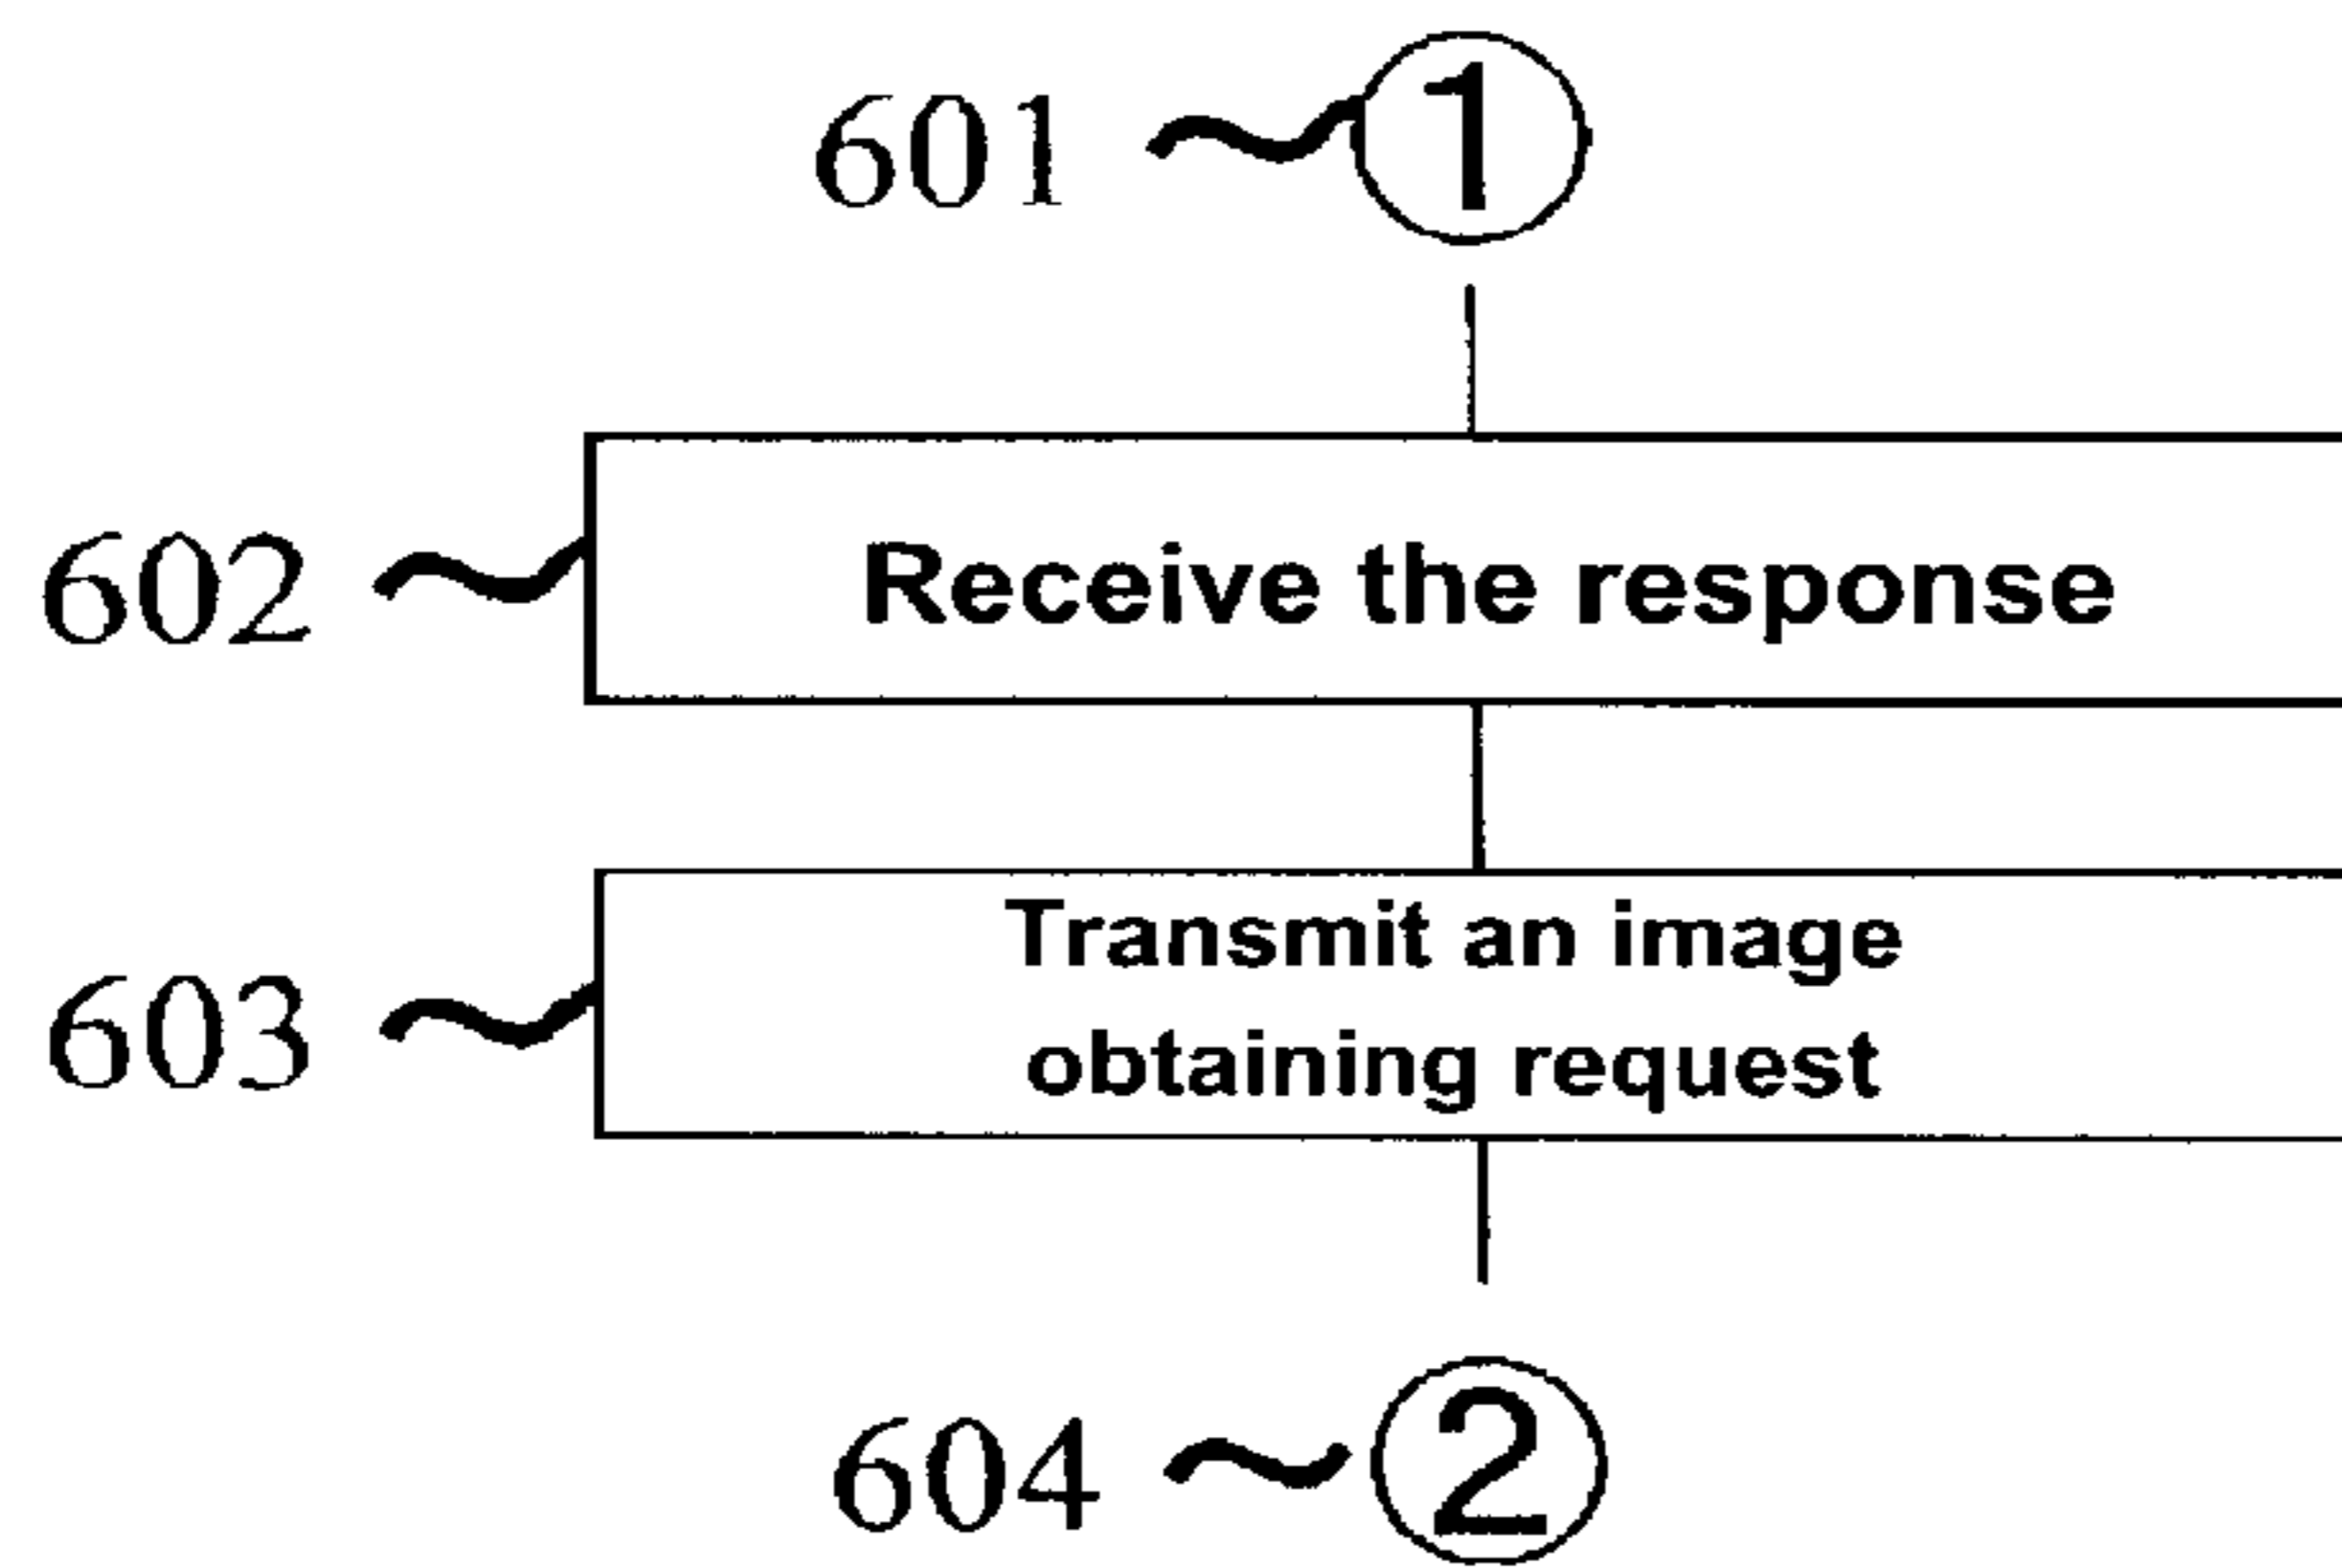 601 1
602 Receive the response
603 Transmit an image
obtaining request
604 2